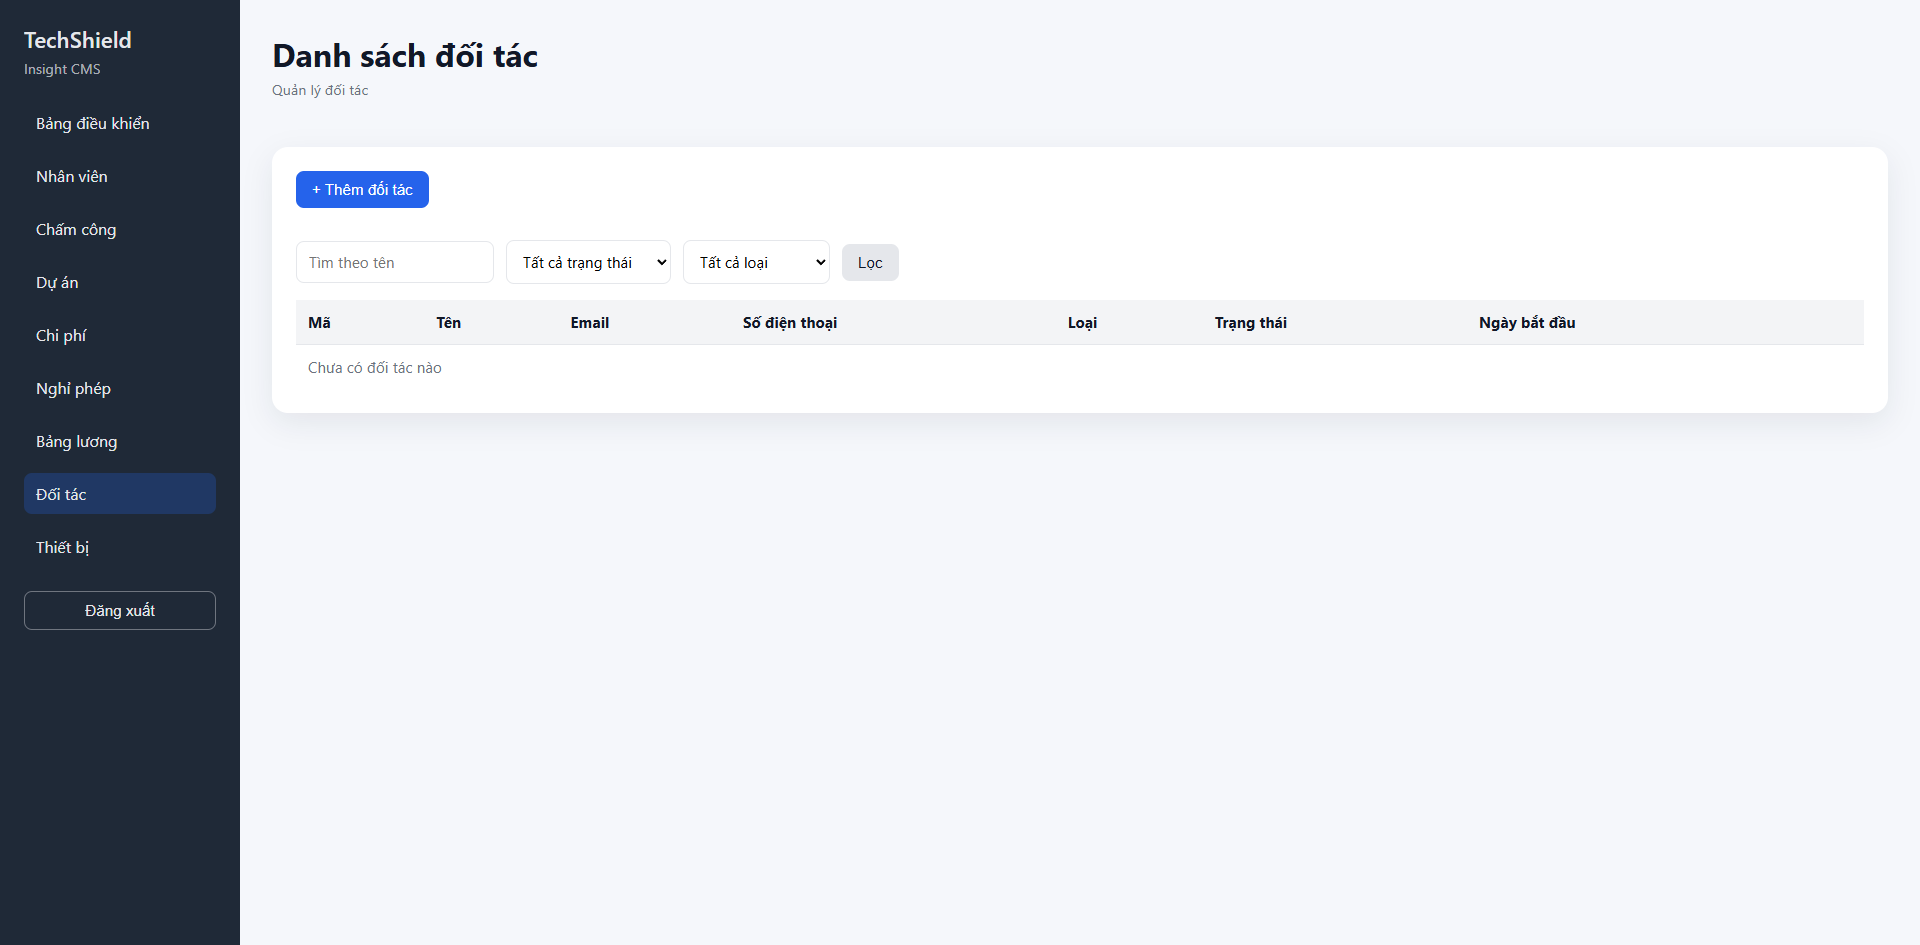 TechShield
Insight CMS
Bảng điều khiển
Nhân viên
Chấm công
Dự án
Chi phí
Nghỉ phép
Bảng lương
Đối tác
Thiết bị
Đăng xuất
Danh sách đối tác
Quản lý đối tác
+ Thêm đối tác
Tìm theo tên Tất cả trạng thái Tất cả loại Lọc
Mã Tên Email Số điện thoại Loại Trạng thái Ngày bắt đầu
Chưa có đối tác nào